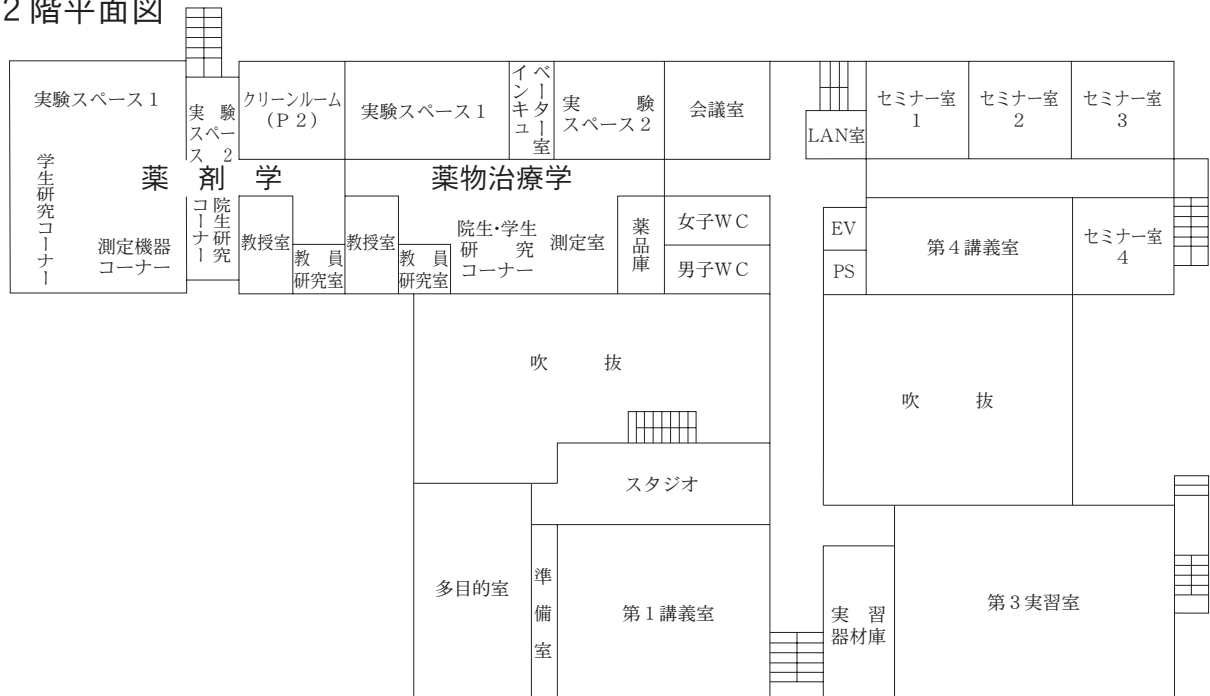 ２階平面図
実験スペース１
実　験
スペー
ス　２
クリーンルーム
（Ｐ２）
実験スペース１
インキュ
ベーター室
実　　験
スペース２
会議室
LAN室
セミナー室
１
セミナー室
２
セミナー室
３
薬　剤　学
薬物治療学
学生研究コーナー
測定機器
コーナー
院生研究
コーナー
教授室
教　員
研究室
教授室
教　員
研究室
院生・学生
研　　究
コーナー
測定室
薬品庫
女子ＷＣ
男子ＷＣ
EV
PS
第４講義室
セミナー室
４
吹　　抜
吹　　抜
スタジオ
多目的室
準備室
第１講義室
実　習
器材庫
第３実習室